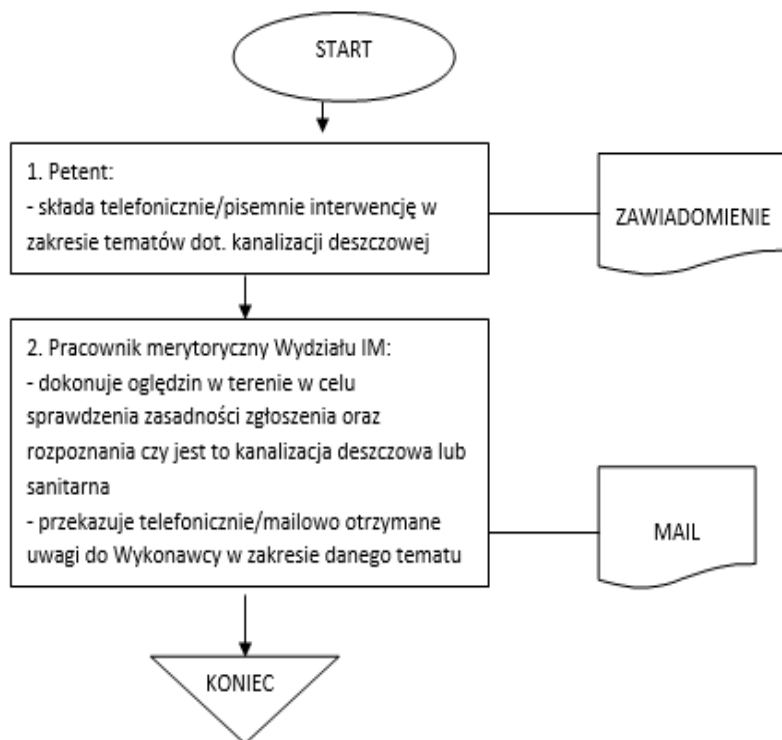 START
1. Petent:
- składa telefonicznie/pisemnie interwencję w
zakresie tematów dot. kanalizacji deszczowej
ZAWIADOMIENIE
2. Pracownik merytoryczny Wydziału IM:
- dokonuje oględzin w terenie w celu
sprawdzenia zasadności zgłoszenia oraz
rozpoznania czy jest to kanalizacja deszczowa lub
sanitarna
- przekazuje telefonicznie/mailowo otrzymane
uwagi do Wykonawcy w zakresie danego tematu
MAIL
KONIEC